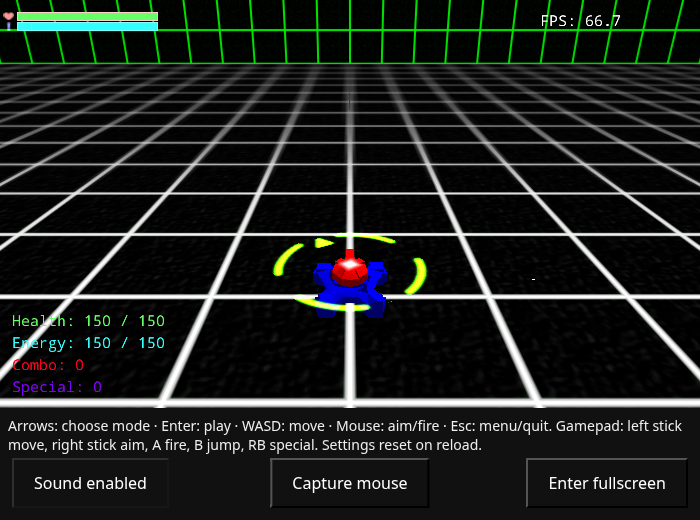 FPS: 66.7
Health: 150 / 150
Energy: 150 / 150
Combo: 0
Special: 0
Arrows: choose mode · Enter: play · WASD: move · Mouse: aim/fire · Esc: menu/quit. Gamepad: left stick
move, right stick aim, A fire, B jump, RB special. Settings reset on reload.
Sound enabled
Capture mouse
Enter fullscreen